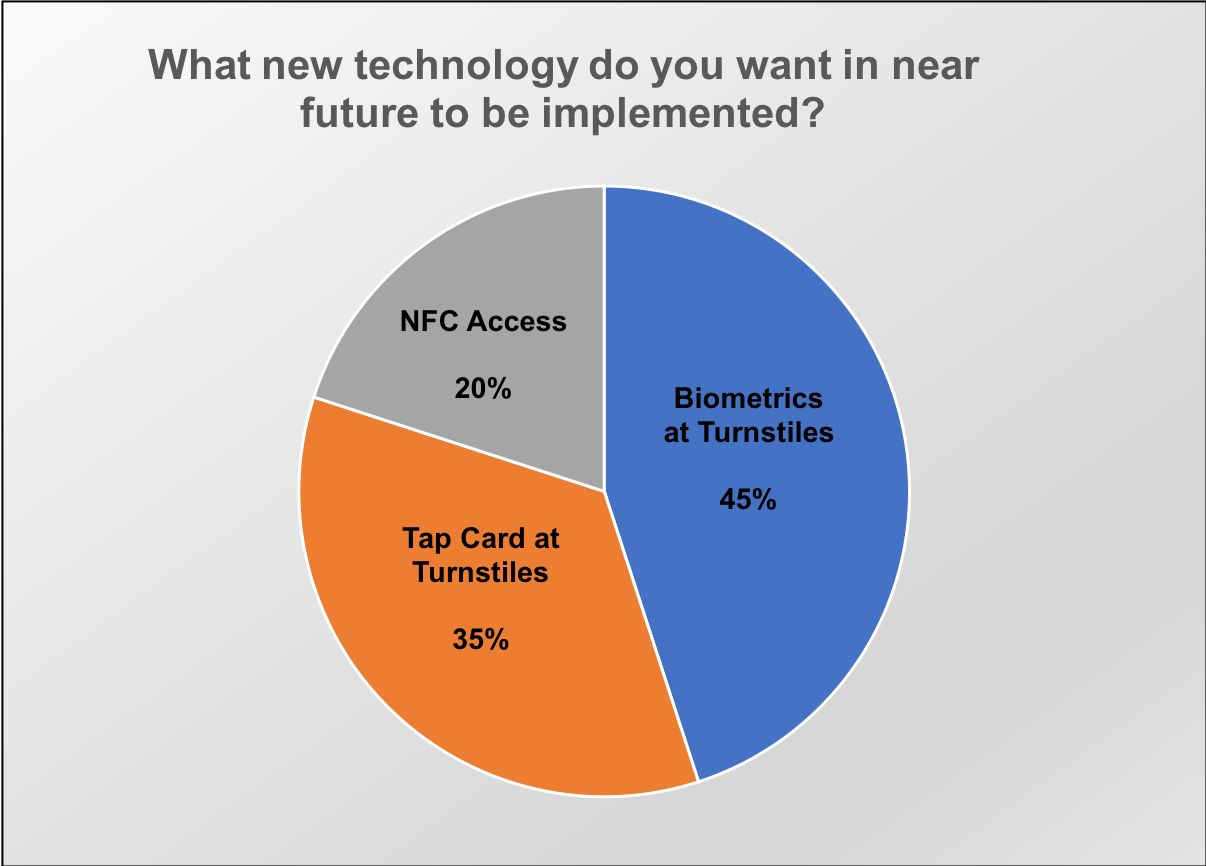 What new technology do you want in near
future to be implemented?
NFC Access
20%
Biometrics
at Turnstiles
45%
Tap Card at
Turnstiles
35%